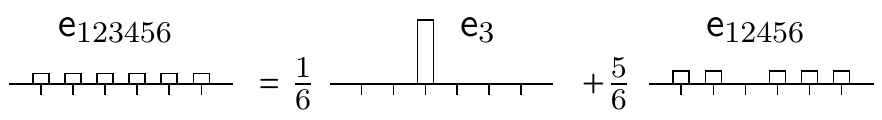 e₁₂₃₄₅₆ e₃ e₁₂₄₅₆
= 1/6 + 5/6